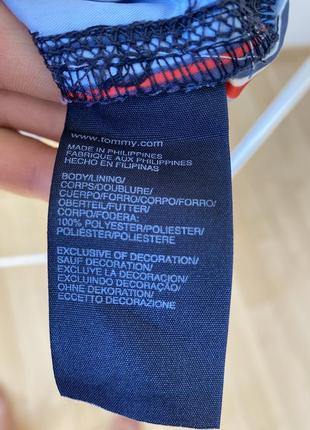 www.tommy.com
MADE IN PHILIPPINES
FABRIQUE AUX PHILIPPINES
HECHO EN FILIPINAS
BODY/LINING/
CORPS/DOUBLURE/
CUERPO/FORRO/CORPO/FORRO/
OBERTEIL/FUTTER/
CORPO/FODERA:
100% POLYESTER/POLIESTER/
POLIÉSTER/POLIESTERE
EXCLUSIVE OF DECORATION/
SAUF DECORATION/
EXCLUYE LA DECORACION/
EXCLUINDO DECORAÇÃO/
OHNE DEKORATION/
ECCETTO DECORAZIONE